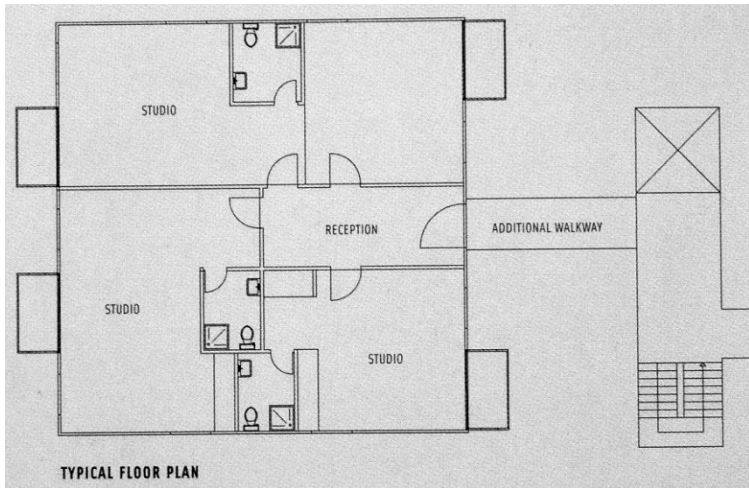 STUDIO
RECEPTION
ADDITIONAL WALKWAY
STUDIO
STUDIO
TYPICAL FLOOR PLAN